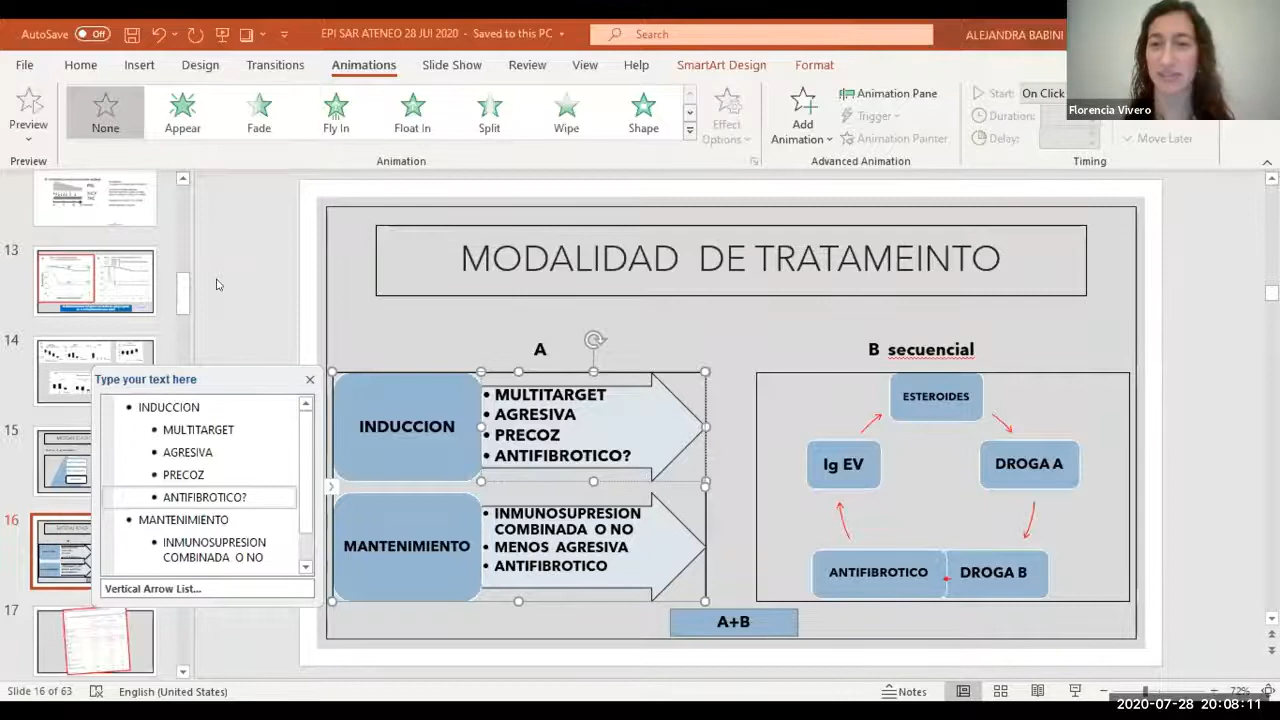 AutoSave Off EPI SAR ATENEO 28 JUI 2020 - Saved to this PC Search ALEJANDRA BABINI
File Home Insert Design Transitions Animations Slide Show Review View Help SmartArt Design Format
Preview
None Appear Fade Fly In Float In Split Wipe Shape
Effect Options
Add Animation
Animation Pane
Trigger
Animation Painter
Start: On Click
Duration:
Delay:
Move Later
Florencia Vivero
Preview Animation Advanced Animation Timing
13
14
15
16
17
Type your text here
• INDUCCION
• MULTITARGET
• AGRESIVA
• PRECOZ
• ANTIFIBROTICO?
• MANTENIMIENTO
• INMUNOSUPRESION
COMBINADA O NO
Vertical Arrow List...
MODALIDAD DE TRATAMEINTO
A
INDUCCION
• MULTITARGET
• AGRESIVA
• PRECOZ
• ANTIFIBROTICO?
MANTENIMIENTO
• INMUNOSUPRESION
COMBINADA O NO
• MENOS AGRESIVA
• ANTIFIBROTICO
B secuencial
ESTEROIDES
Ig EV
DROGA A
ANTIFIBROTICO
DROGA B
A+B
Slide 16 of 63 English (United States) Notes 72%
2020-07-28 20:08:11